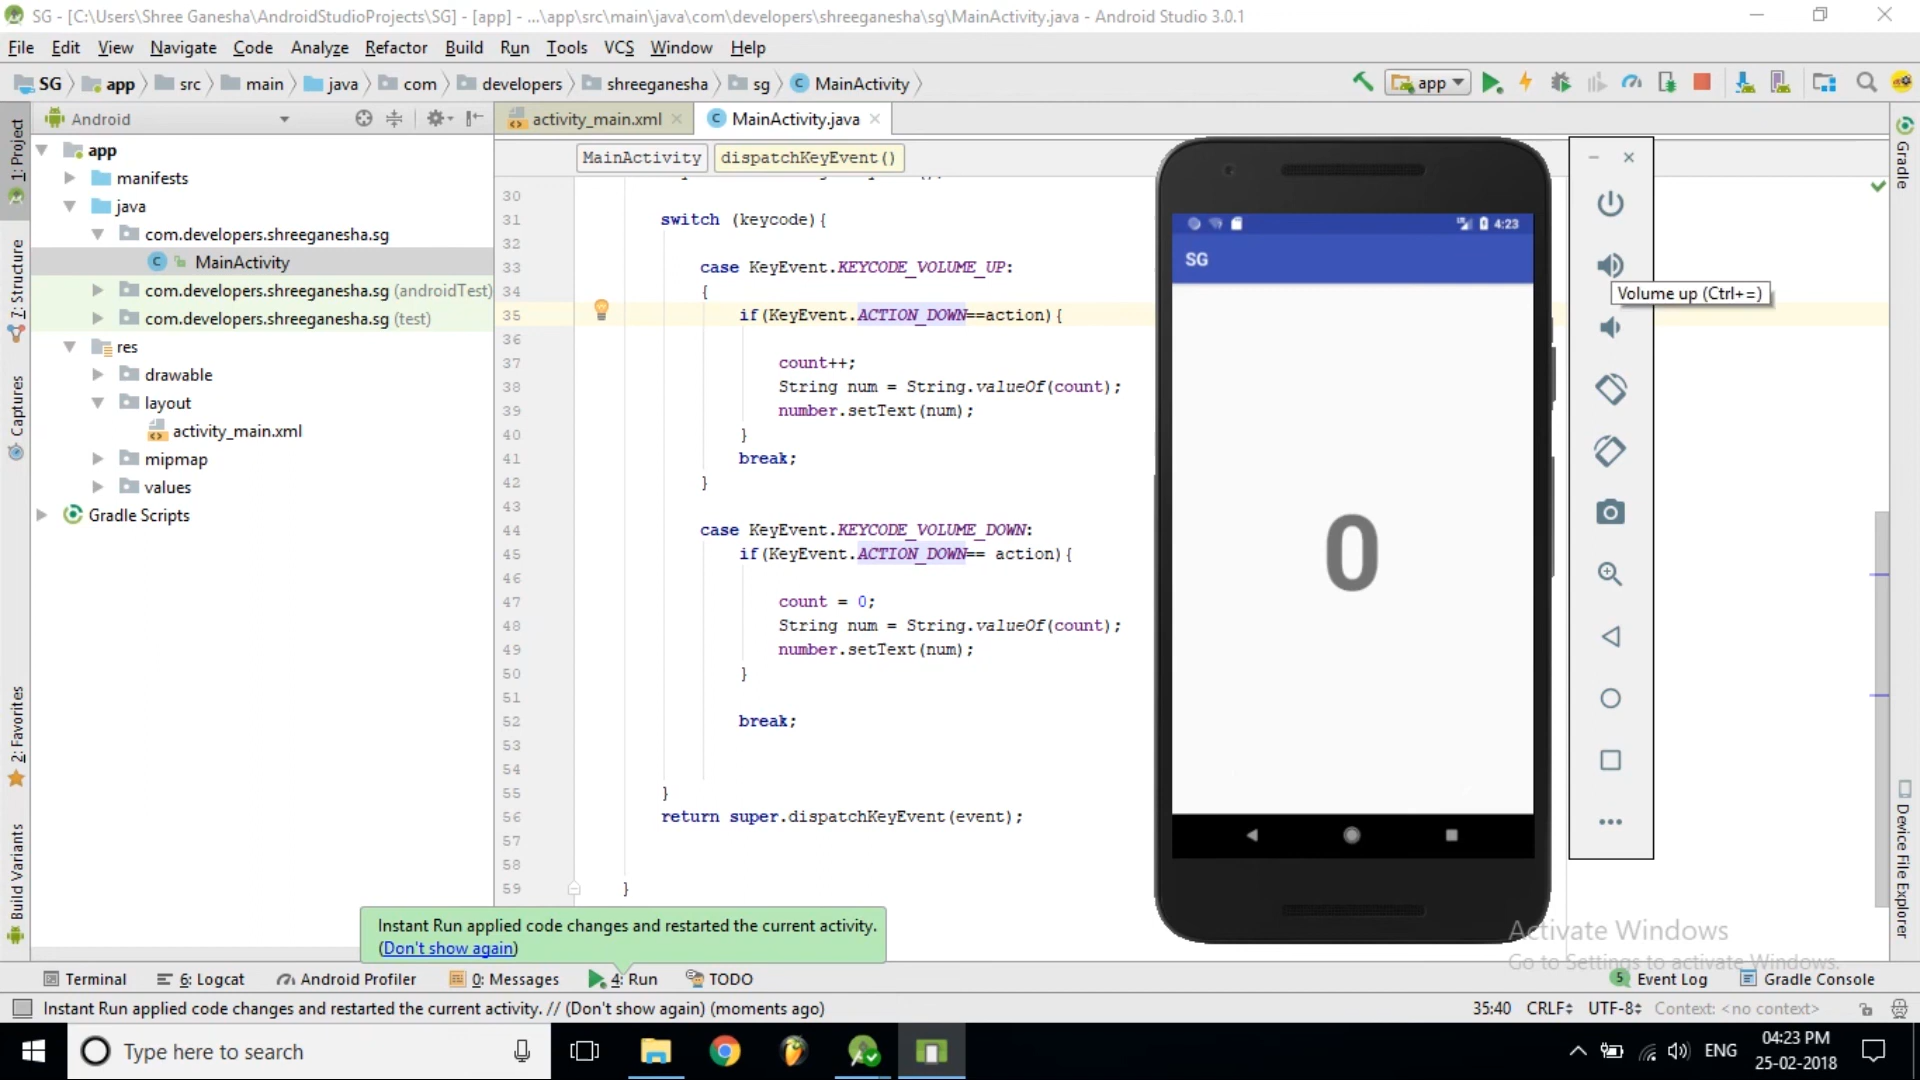 SG - [C:\Users\Shree Ganesha\AndroidStudioProjects\SG] - [app] - ...\app\src\main\java\com\developers\shreeganesha\sg\MainActivity.java - Android Studio 3.0.1
File Edit View Navigate Code Analyze Refactor Build Run Tools VCS Window Help
SG app src main java com developers shreeganesha sg MainActivity
app
Android
activity_main.xml
MainActivity.java
MainActivity dispatchKeyEvent()
1: Project
7: Structure
Captures
2: Favorites
Build Variants
app
manifests
java
com.developers.shreeganesha.sg
MainActivity
com.developers.shreeganesha.sg (androidTest)
com.developers.shreeganesha.sg (test)
res
drawable
layout
activity_main.xml
mipmap
values
Gradle Scripts
30
31 switch (keycode){
32
33 case KeyEvent.KEYCODE_VOLUME_UP:
34 {
35 if(KeyEvent.ACTION_DOWN==action){
36
37 count++;
38 String num = String.valueOf(count);
39 number.setText(num);
40 }
41 break;
42 }
43
44 case KeyEvent.KEYCODE_VOLUME_DOWN:
45 if(KeyEvent.ACTION_DOWN== action){
46
47 count = 0;
48 String num = String.valueOf(count);
49 number.setText(num);
50 }
51
52 break;
53
54
55 }
56 return super.dispatchKeyEvent(event);
57
58
59 }
4:23
SG
0
Volume up (Ctrl+=)
Gradle
Device File Explorer
Instant Run applied code changes and restarted the current activity.
(Don't show again)
Activate Windows
Go to Settings to activate Windows.
Terminal 6: Logcat Android Profiler 0: Messages 4: Run TODO
5 Event Log Gradle Console
Instant Run applied code changes and restarted the current activity. // (Don't show again) (moments ago)
35:40 CRLF UTF-8 Context: <no context>
Type here to search
ENG
04:23 PM
25-02-2018